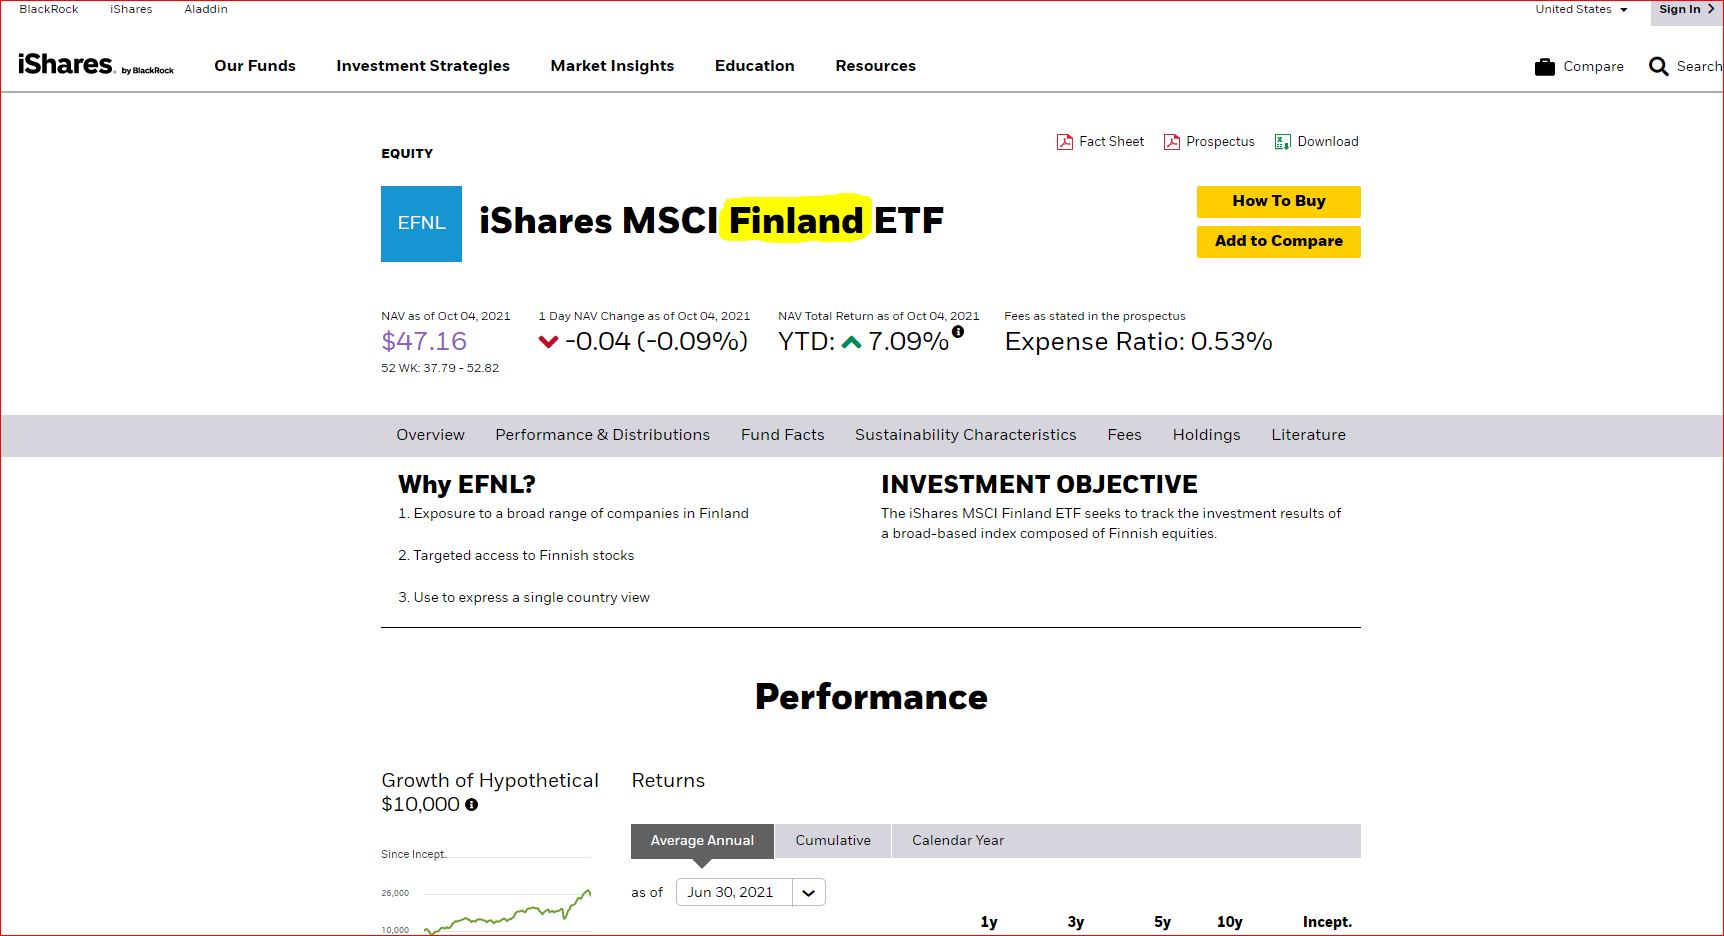 BlackRock iShares Aladdin United States Sign In
iShares. by BlackRock Our Funds Investment Strategies Market Insights Education Resources Compare Search
Fact Sheet Prospectus Download
EQUITY
EFNL iShares MSCI Finland ETF
How To Buy
Add to Compare
NAV as of Oct 04, 2021
$47.16
52 WK: 37.79 - 52.82
1 Day NAV Change as of Oct 04, 2021
-0.04 (-0.09%)
NAV Total Return as of Oct 04, 2021
YTD: 7.09%
Fees as stated in the prospectus
Expense Ratio: 0.53%
Overview Performance & Distributions Fund Facts Sustainability Characteristics Fees Holdings Literature
Why EFNL?
1. Exposure to a broad range of companies in Finland
2. Targeted access to Finnish stocks
3. Use to express a single country view
INVESTMENT OBJECTIVE
The iShares MSCI Finland ETF seeks to track the investment results of
a broad-based index composed of Finnish equities.
Performance
Growth of Hypothetical
$10,000
Since Incept.
26,000
10,000
Returns
Average Annual Cumulative Calendar Year
as of Jun 30, 2021
1y 3y 5y 10y Incept.